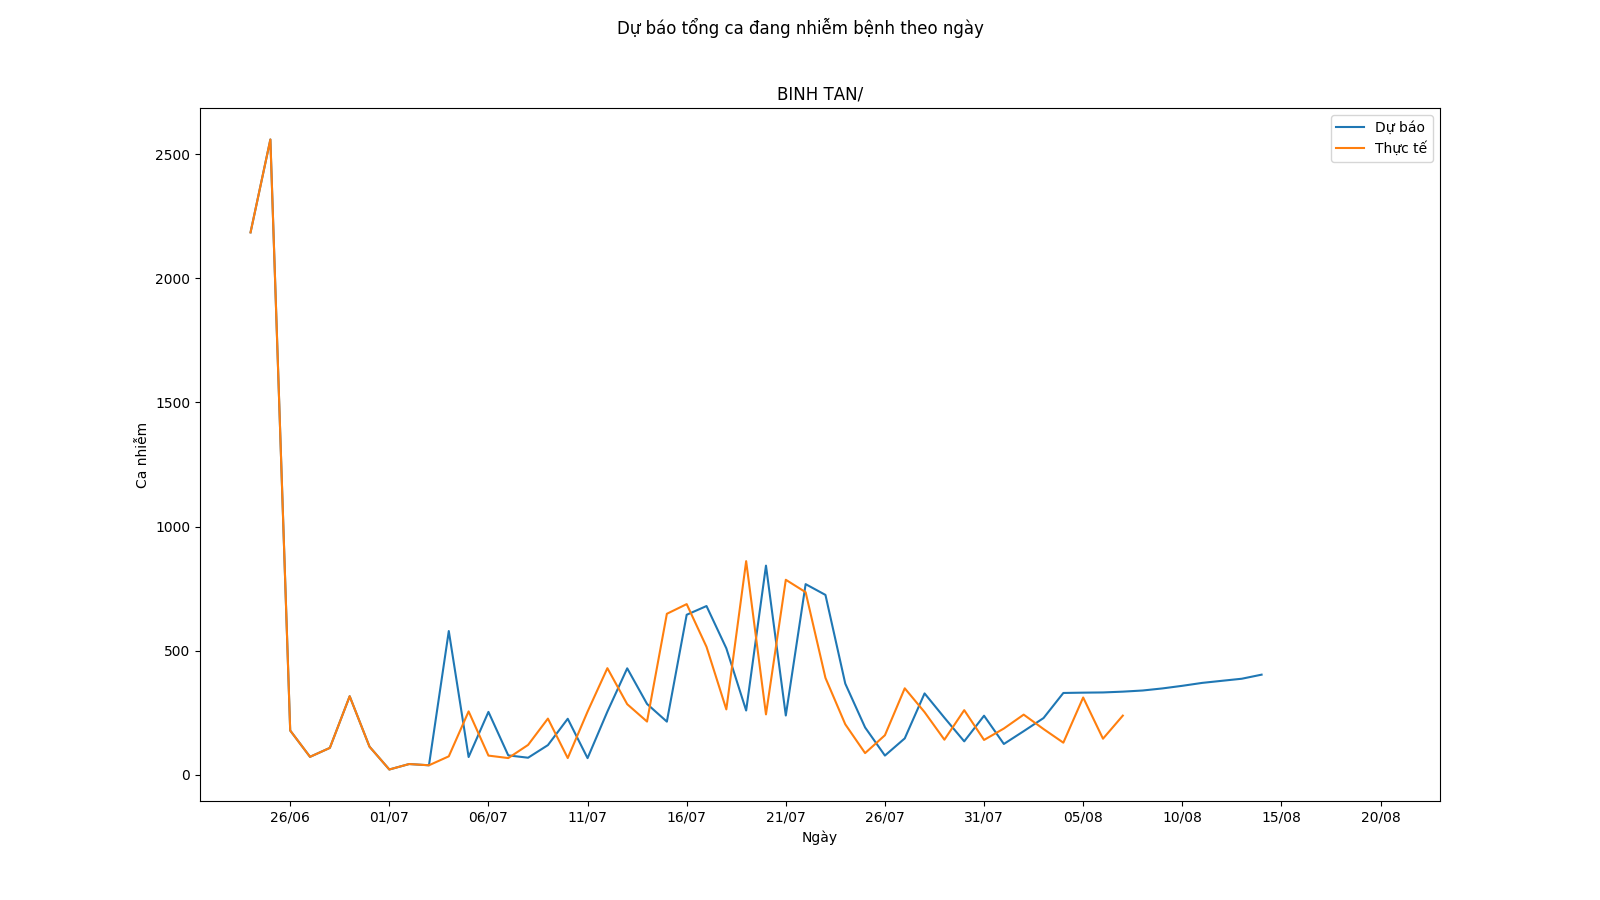 Dự báo tổng ca đang nhiễm bệnh theo ngày
BINH TAN/
Dự báo
Thực tế
Ca nhiễm
2500
2000
1500
1000
500
0
26/06 01/07 06/07 11/07 16/07 21/07 26/07 31/07 05/08 10/08 15/08 20/08
Ngày